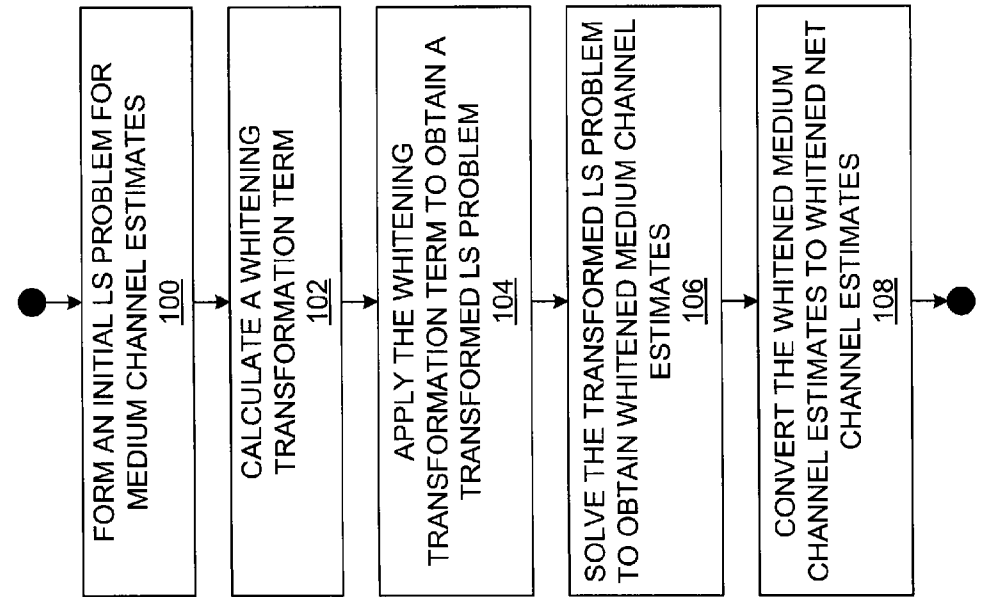 FORM AN INITIAL LS PROBLEM FOR
MEDIUM CHANNEL ESTIMATES
100
CALCULATE A WHITENING
TRANSFORMATION TERM
102
APPLY THE WHITENING
TRANSFORMATION TERM TO OBTAIN A
TRANSFORMED LS PROBLEM
104
SOLVE THE TRANSFORMED LS PROBLEM
TO OBTAIN WHITENED MEDIUM CHANNEL
ESTIMATES
106
CONVERT THE WHITENED MEDIUM
CHANNEL ESTIMATES TO WHITENED NET
CHANNEL ESTIMATES
108